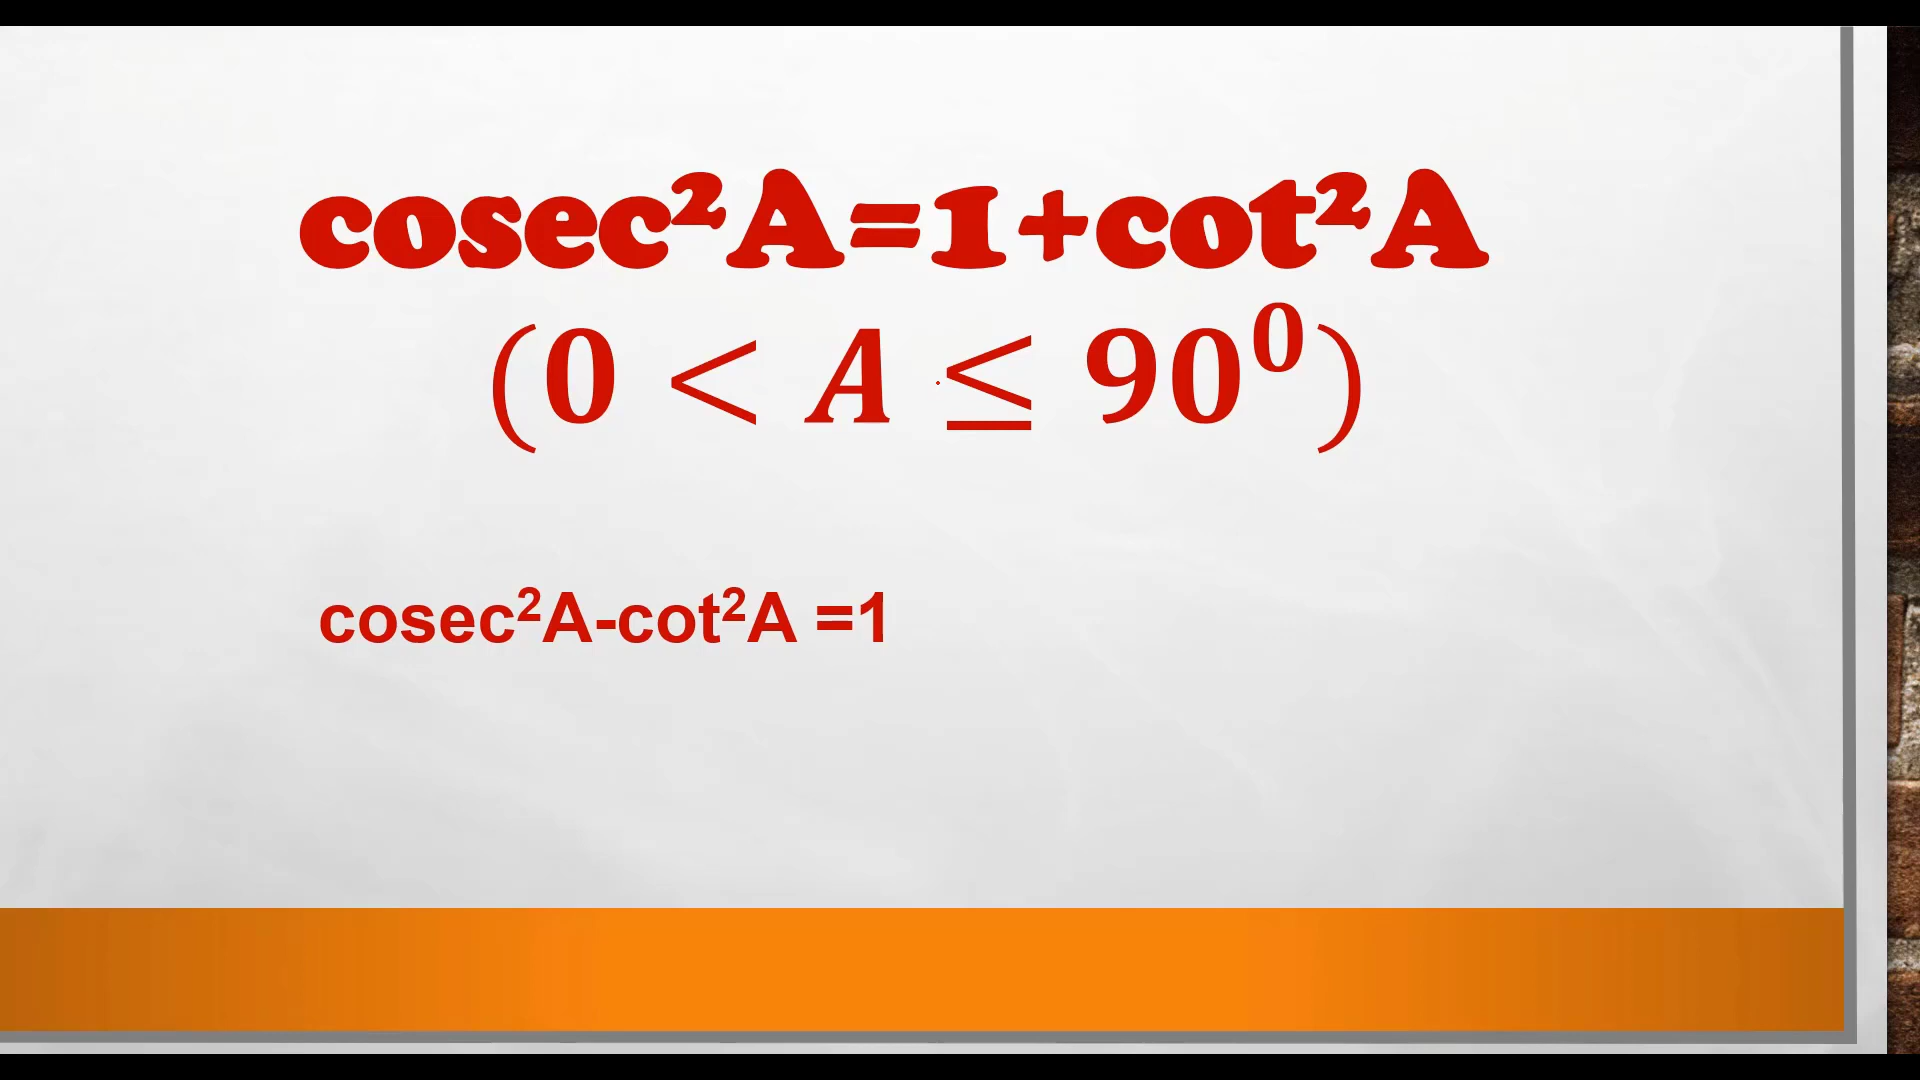 cosec²A=1+cot²A
(0 < A ≤ 90⁰)
cosec²A-cot²A =1